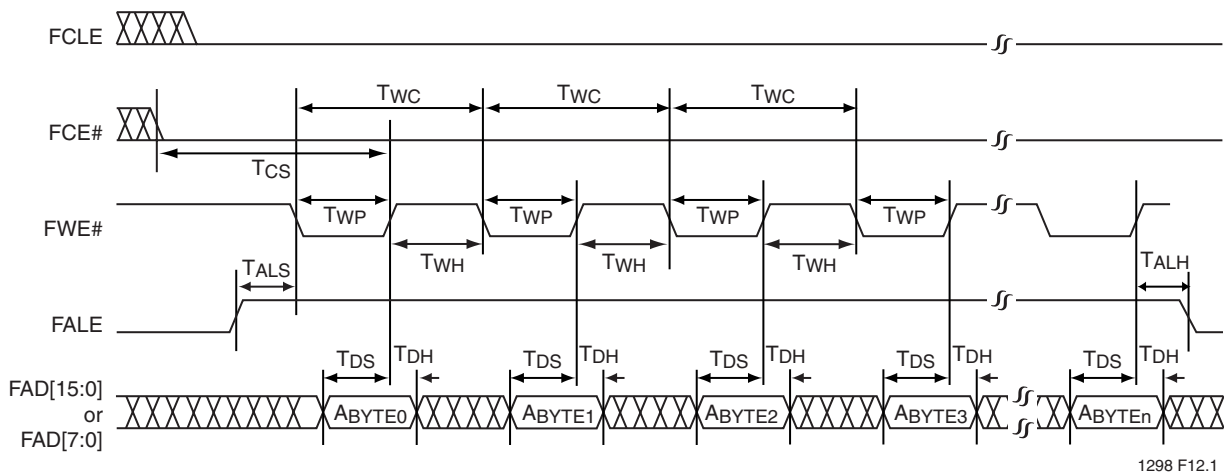 FCLE
TWC TWC TWC
FCE#
TCS
TWP TWP TWP TWP
FWE#
TWH TWH TWH
TALS TALH
FALE
TDS TDH TDS TDH TDS TDH TDS TDH TDS TDH
FAD[15:0]
or
FAD[7:0]
ABYTE0 ABYTE1 ABYTE2 ABYTE3 ABYTEn
1298 F12.1